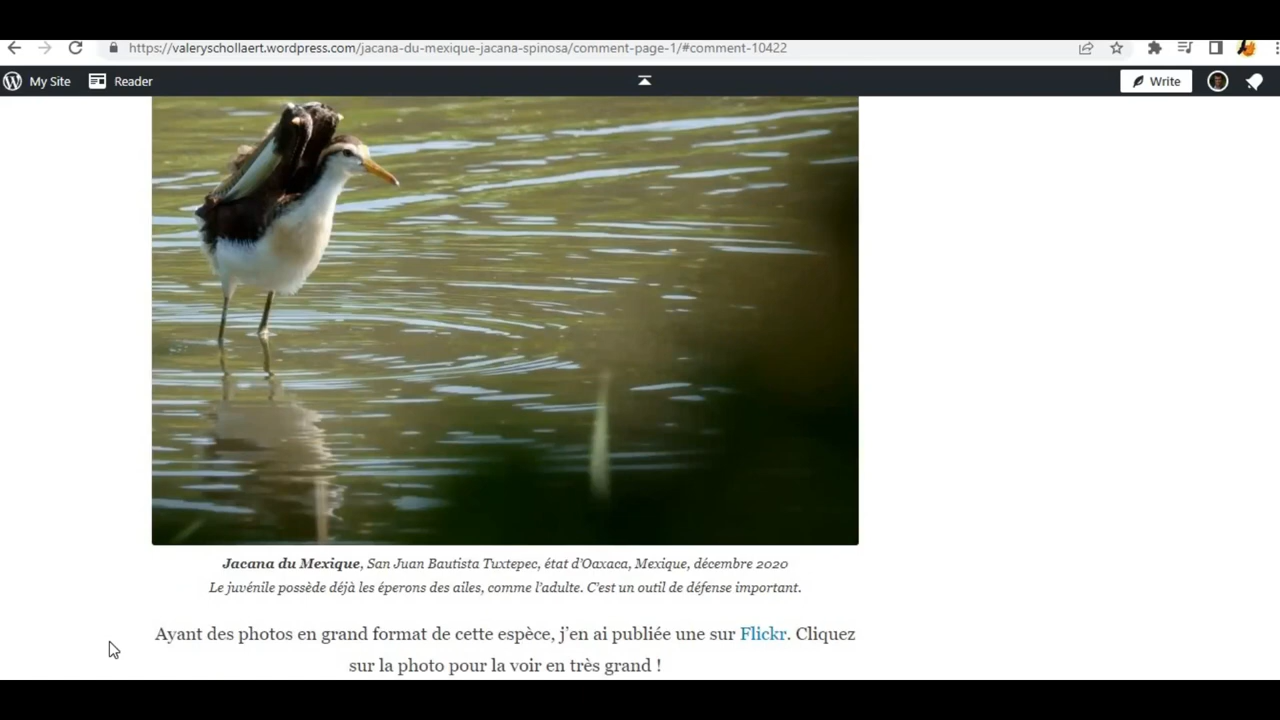 https://valeryschollaert.wordpress.com/jacana-du-mexique-jacana-spinosa/comment-page-1/#comment-10422
My Site Reader Write
Jacana du Mexique, San Juan Bautista Tuxtepec, état d'Oaxaca, Mexique, décembre 2020
Le juvénile possède déjà les éperons des ailes, comme l'adulte. C'est un outil de défense important.
Ayant des photos en grand format de cette espèce, j'en ai publiée une sur Flickr. Cliquez
sur la photo pour la voir en très grand !